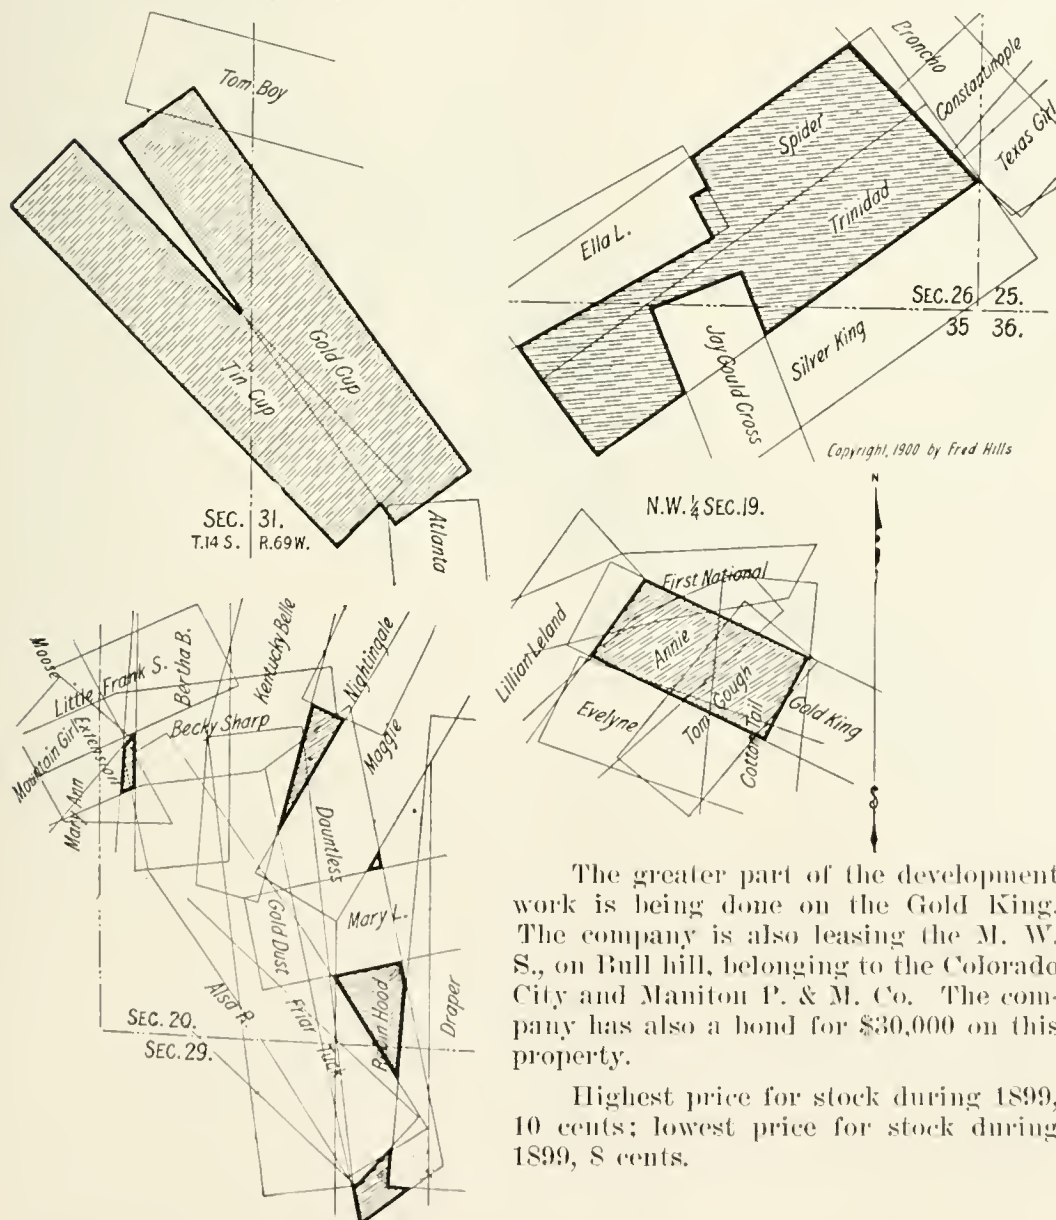 Tom Boy
Gold Cup
Tin Cup
SEC. 31.
T.14 S. R.69 W.
Atlanta
Broncho
Constantinople
Texas Girl
Spider
Trinidad
Ella L.
SEC.26 25.
35 36.
Jay Gould Cross
Silver King
Copyright, 1900 by Fred Hills
N
N.W. ¼ SEC.19.
First National
Lillian Leland
Annie
Evelyne
Tom Gough
Cotton Tail
Gold King
S
Moose
Little Frank S.
Bertha B.
Kentucky Belle
Nightingale
Mountain Girl
Extension
Becky Sharp
Maggie
Mary Ann
Dauntless
Gold Dust
Mary L.
Alsa P.
Friar Tuck
Robin Hood
Draper
SEC.20.
SEC.29.
The greater part of the development
work is being done on the Gold King.
The company is also leasing the M. W.
S., on Bull hill, belonging to the Colorado
City and Maniton P. & M. Co. The com-
pany has also a bond for $30,000 on this
property.
Highest price for stock during 1899,
10 cents; lowest price for stock during
1899, 8 cents.